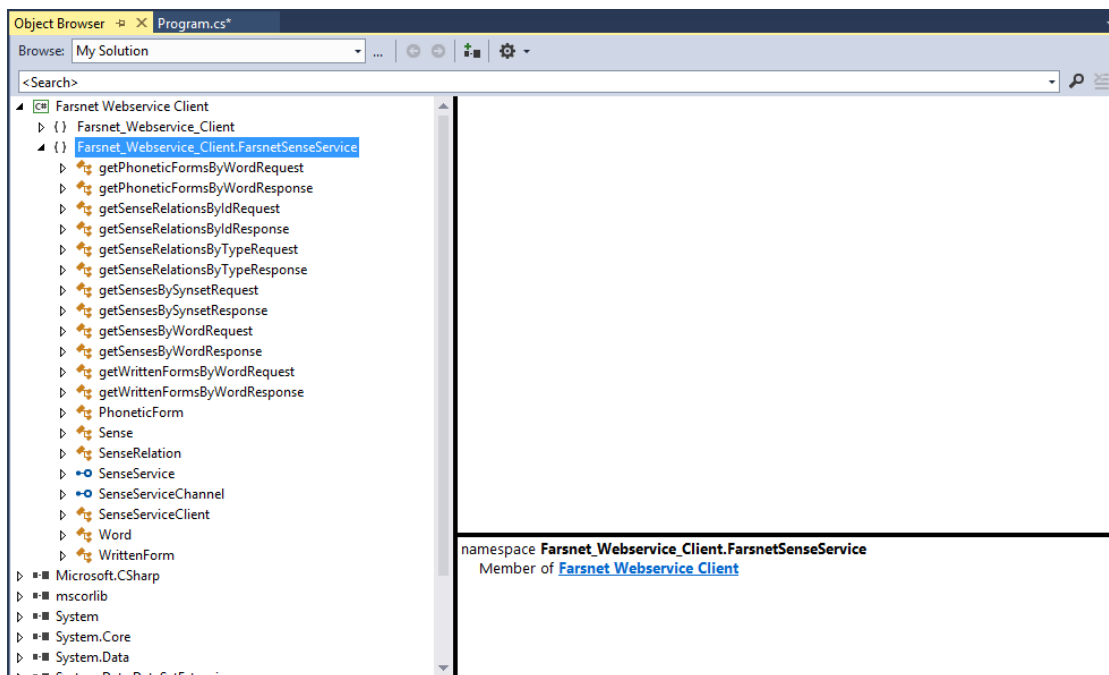 Object Browser Program.cs*
Browse: My Solution ...
<Search>
C# Farsnet Webservice Client
{ } Farsnet_Webservice_Client
{ } Farsnet_Webservice_Client.FarsnetSenseService
getPhoneticFormsByWordRequest
getPhoneticFormsByWordResponse
getSenseRelationsByIdRequest
getSenseRelationsByIdResponse
getSenseRelationsByTypeRequest
getSenseRelationsByTypeResponse
getSensesBySynsetRequest
getSensesBySynsetResponse
getSensesByWordRequest
getSensesByWordResponse
getWrittenFormsByWordRequest
getWrittenFormsByWordResponse
PhoneticForm
Sense
SenseRelation
SenseService
SenseServiceChannel
SenseServiceClient
Word
WrittenForm
Microsoft.CSharp
mscorlib
System
System.Core
System.Data
namespace Farsnet_Webservice_Client.FarsnetSenseService
Member of Farsnet Webservice Client